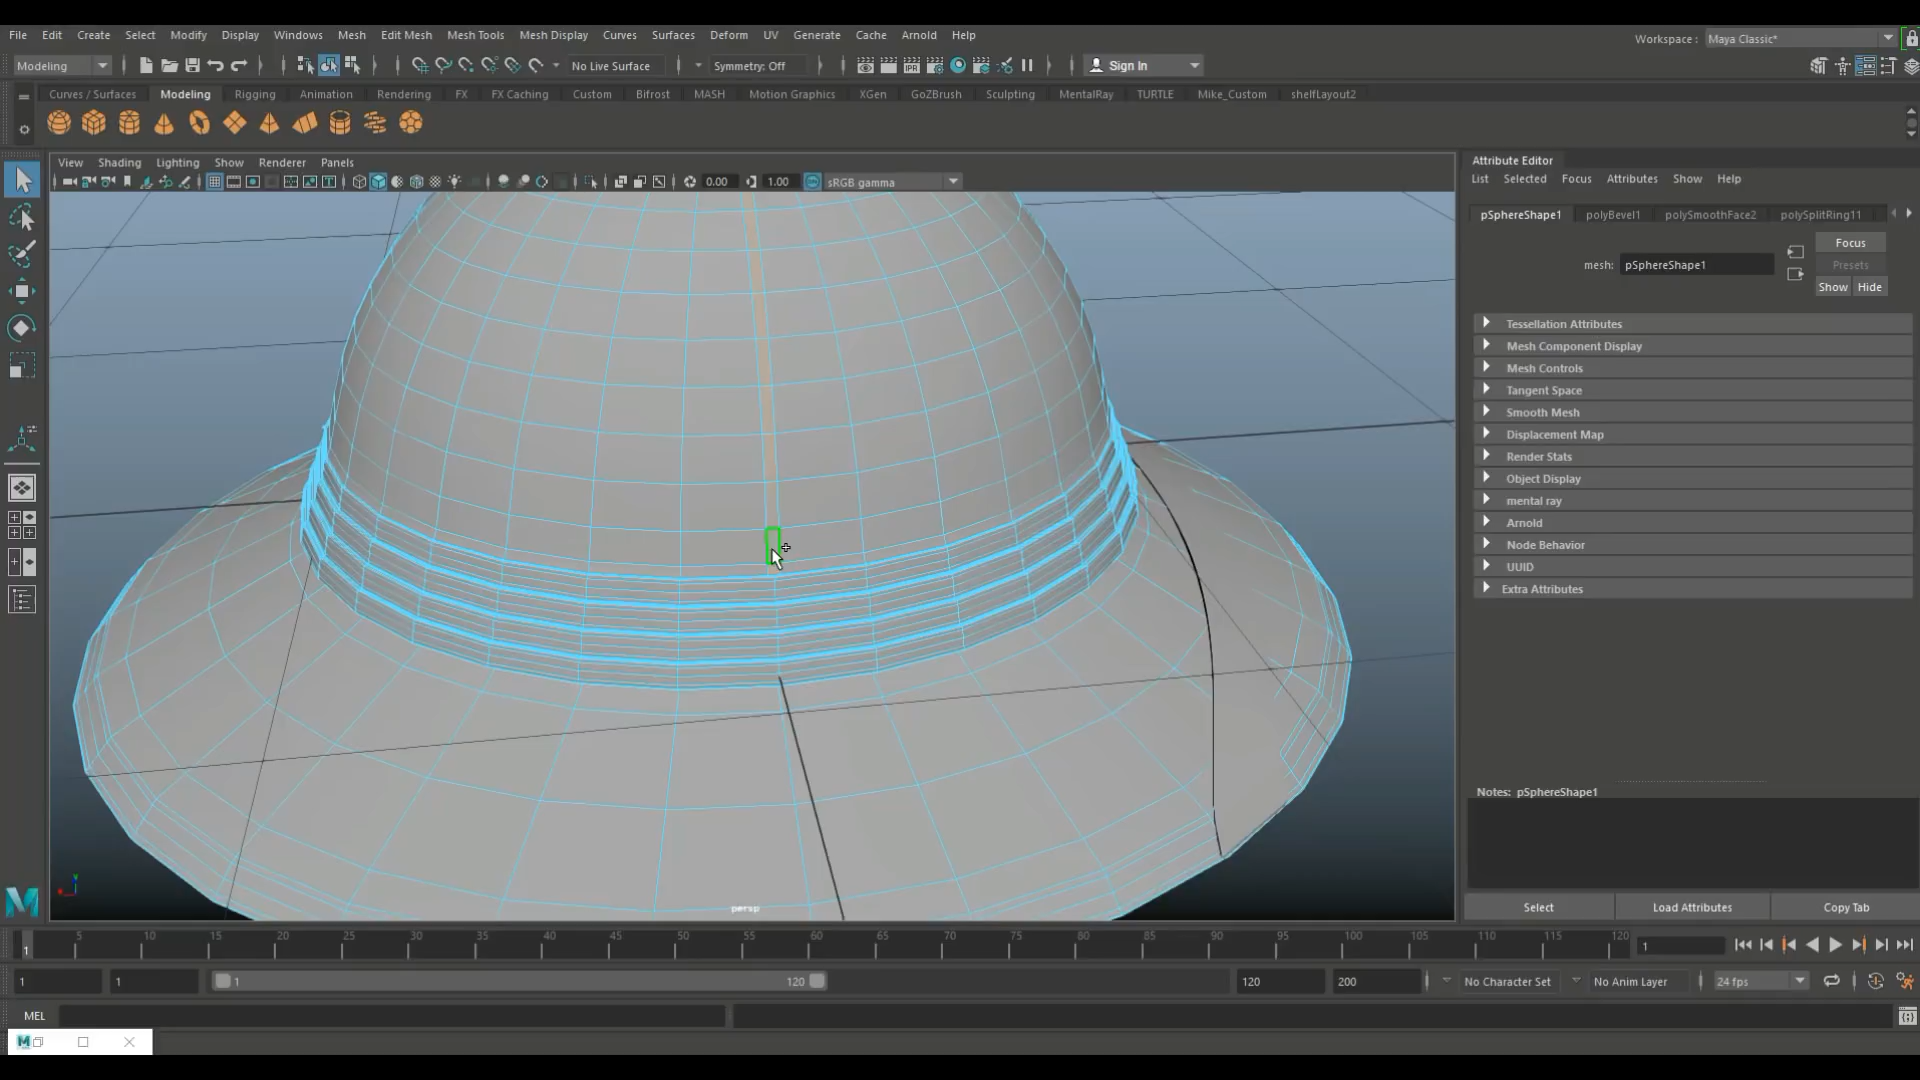 File Edit Create Select Modify Display Windows Mesh Edit Mesh Mesh Tools Mesh Display Curves Surfaces Deform UV Generate Cache Arnold Help
Workspace : Maya Classic*
Modeling No Live Surface Symmetry: Off Sign In
Curves / Surfaces Modeling Rigging Animation Rendering FX FX Caching Custom Bifrost MASH Motion Graphics XGen GoZBrush Sculpting MentalRay TURTLE Mike_Custom shelfLayout2
View Shading Lighting Show Renderer Panels
0.00 1.00 sRGB gamma
persp
Attribute Editor
List Selected Focus Attributes Show Help
pSphereShape1 polyBevel1 polySmoothFace2 polySplitRing11
Focus
mesh: pSphereShape1
Presets
Show Hide
Tessellation Attributes
Mesh Component Display
Mesh Controls
Tangent Space
Smooth Mesh
Displacement Map
Render Stats
Object Display
mental ray
Arnold
Node Behavior
UUID
Extra Attributes
Notes: pSphereShape1
Select Load Attributes Copy Tab
1 5 10 15 20 25 30 35 40 45 50 55 60 65 70 75 80 85 90 95 100 105 110 115 120 1
1 1 1 120 120 200 No Character Set No Anim Layer 24 fps
MEL